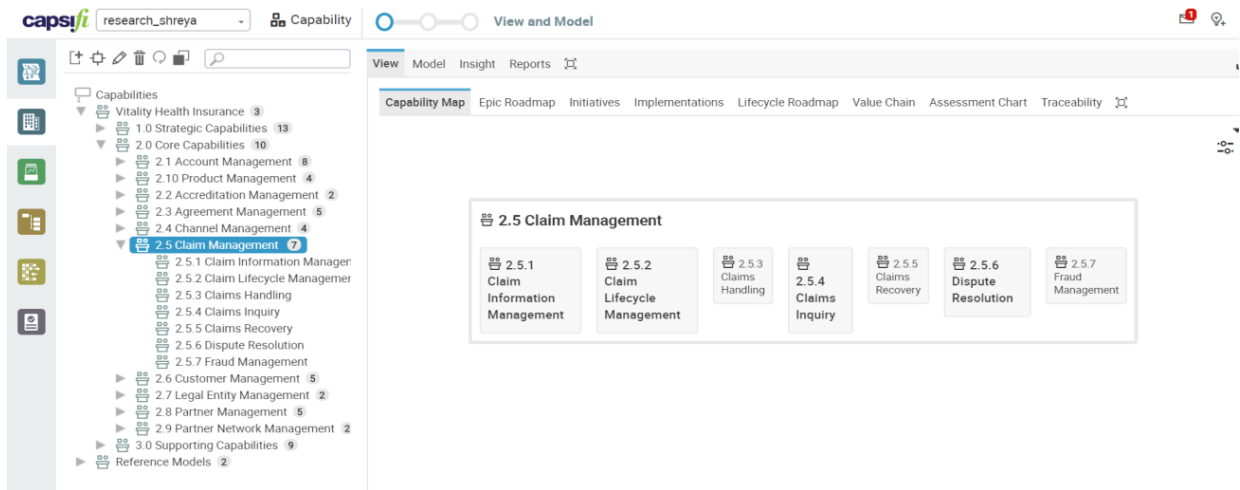 capsifi research_shreya Capability View and Model 1
View Model Insight Reports
Capability Map Epic Roadmap Initiatives Implementations Lifecycle Roadmap Value Chain Assessment Chart Traceability
Capabilities
Vitality Health Insurance 3
1.0 Strategic Capabilities 13
2.0 Core Capabilities 10
2.1 Account Management 8
2.10 Product Management 4
2.2 Accreditation Management 2
2.3 Agreement Management 5
2.4 Channel Management 4
2.5 Claim Management 7
2.5.1 Claim Information Managen
2.5.2 Claim Lifecycle Managemer
2.5.3 Claims Handling
2.5.4 Claims Inquiry
2.5.5 Claims Recovery
2.5.6 Dispute Resolution
2.5.7 Fraud Management
2.6 Customer Management 5
2.7 Legal Entity Management 2
2.8 Partner Management 5
2.9 Partner Network Management 2
3.0 Supporting Capabilities 9
Reference Models 2
2.5 Claim Management
2.5.1
Claim
Information
Management
2.5.2
Claim
Lifecycle
Management
2.5.3
Claims
Handling
2.5.4
Claims
Inquiry
2.5.5
Claims
Recovery
2.5.6
Dispute
Resolution
2.5.7
Fraud
Management